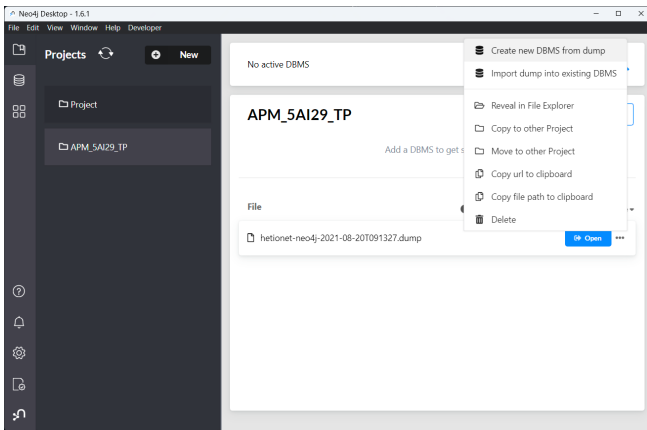 Neo4j Desktop - 1.6.1
File Edit View Window Help Developer
Projects
New
Project
APM_5AI29_TP
No active DBMS
APM_5AI29_TP
Add a DBMS to get s
File
hetionet-neo4j-2021-08-20T091327.dump
Open
Create new DBMS from dump
Import dump into existing DBMS
Reveal in File Explorer
Copy to other Project
Move to other Project
Copy url to clipboard
Copy file path to clipboard
Delete